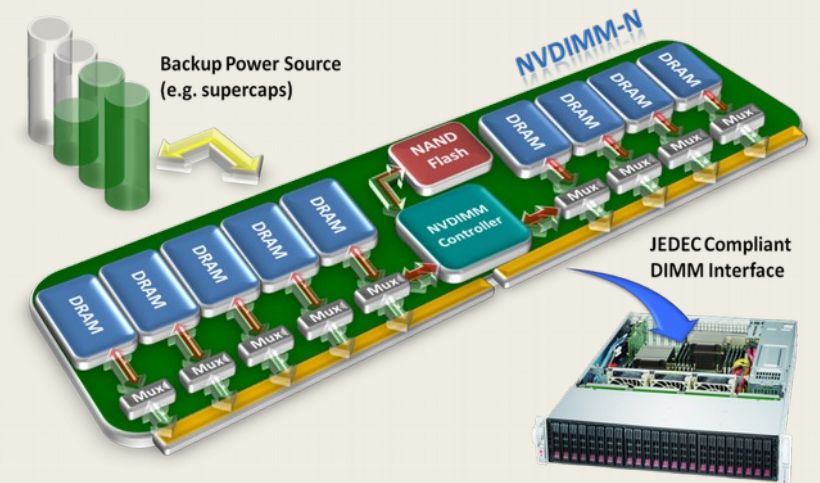 Backup Power Source
(e.g. supercaps)
NVDIMM-N
DRAM
DRAM
DRAM
DRAM
Mux
Mux
Mux
Mux
NAND
Flash
NVDIMM
Controller
DRAM
DRAM
DRAM
DRAM
DRAM
Mux
Mux
Mux
Mux
Mux
JEDEC Compliant
DIMM Interface